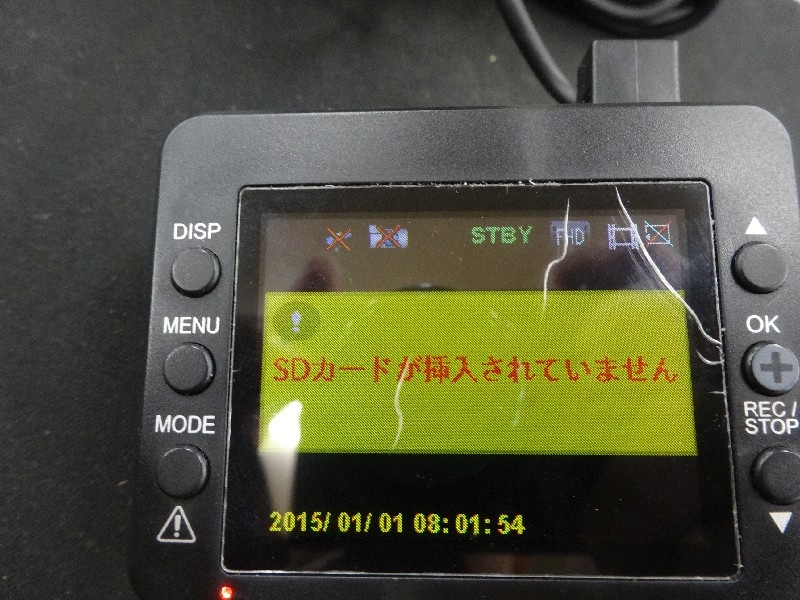 DISP
MENU
MODE
STBY FHD
!
SDカードが挿入されていません
2015/01/01 08:01:54
OK
REC /
STOP